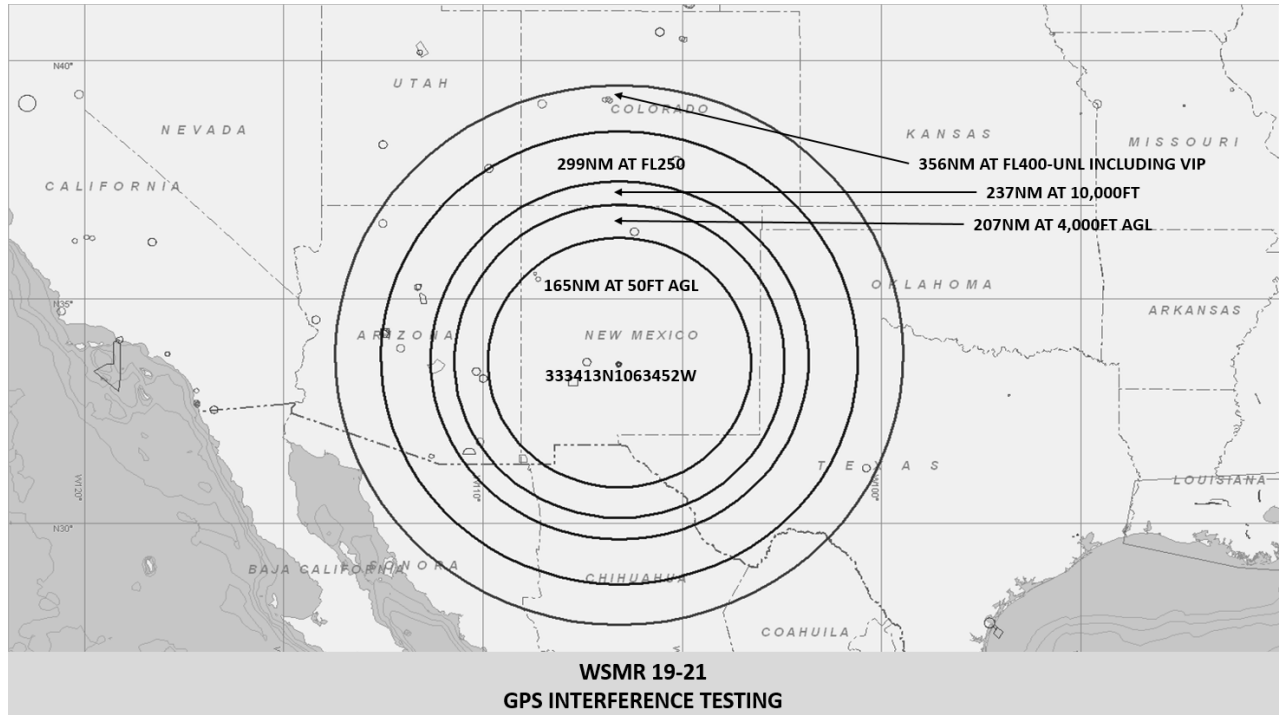 N40°
UTAH
COLORADO
NEVADA
KANSAS
MISSOURI
299NM AT FL250
356NM AT FL400-UNL INCLUDING VIP
CALIFORNIA
237NM AT 10,000FT
207NM AT 4,000FT AGL
165NM AT 50FT AGL
OKLAHOMA
N35°
ARKANSAS
ARIZONA
NEW MEXICO
333413N1063452W
TEXAS
W120°
W110°
W100°
LOUISIANA
N30°
BAJA CALIFORNIA
SONORA
CHIHUAHUA
COAHUILA
WSMR 19-21
GPS INTERFERENCE TESTING